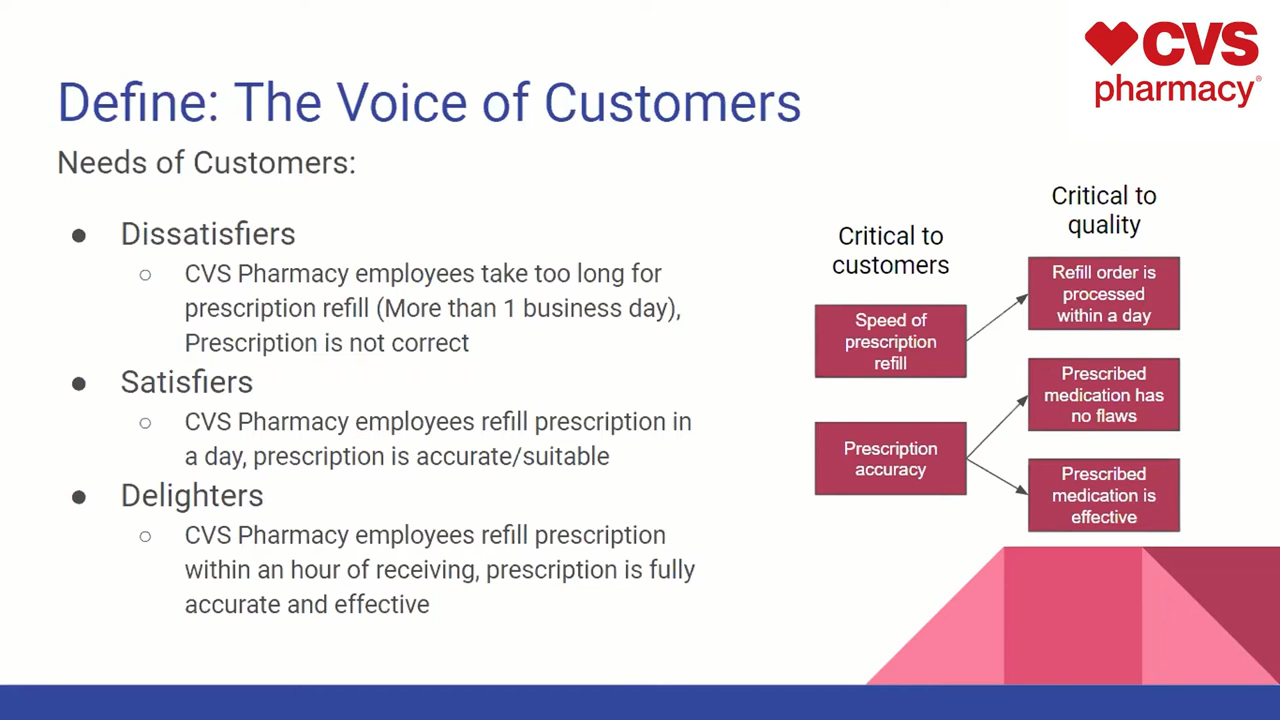 CVS
pharmacy®
Define: The Voice of Customers
Needs of Customers:
● Dissatisfiers
○ CVS Pharmacy employees take too long for
prescription refill (More than 1 business day),
Prescription is not correct
● Satisfiers
○ CVS Pharmacy employees refill prescription in
a day, prescription is accurate/suitable
● Delighters
○ CVS Pharmacy employees refill prescription
within an hour of receiving, prescription is fully
accurate and effective
Critical to
customers
Speed of
prescription
refill
Prescription
accuracy
Critical to
quality
Refill order is
processed
within a day
Prescribed
medication has
no flaws
Prescribed
medication is
effective